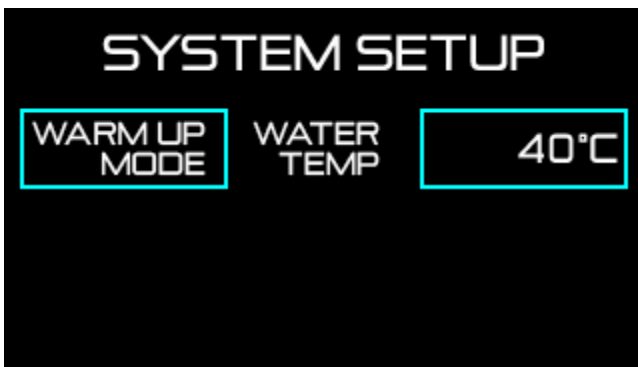 SYSTEM SETUP
WARM UP
MODE
WATER
TEMP
40°C